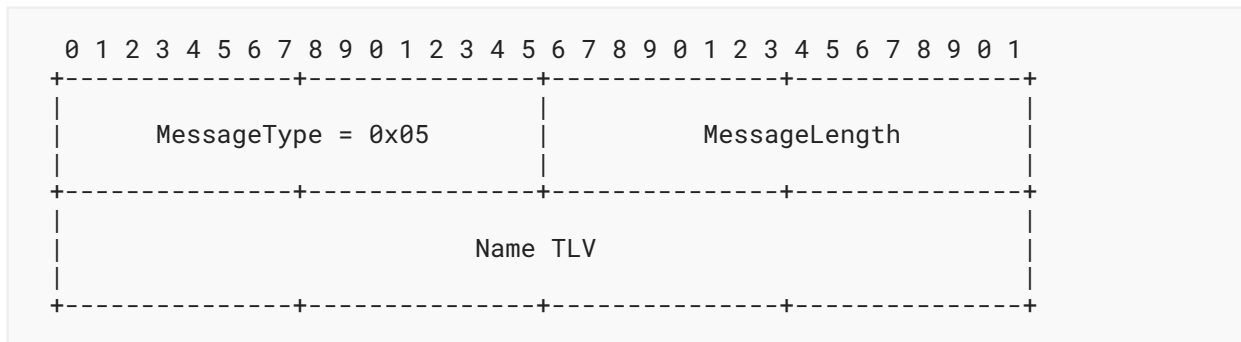 0 1 2 3 4 5 6 7 8 9 0 1 2 3 4 5 6 7 8 9 0 1 2 3 4 5 6 7 8 9 0 1
+---------------+---------------+---------------+---------------+
|                               |                               |
|      MessageType = 0x05       |          MessageLength        |
|                               |                               |
+---------------+---------------+---------------+---------------+
|                                                               |
|                           Name TLV                            |
|                                                               |
+---------------+---------------+---------------+---------------+